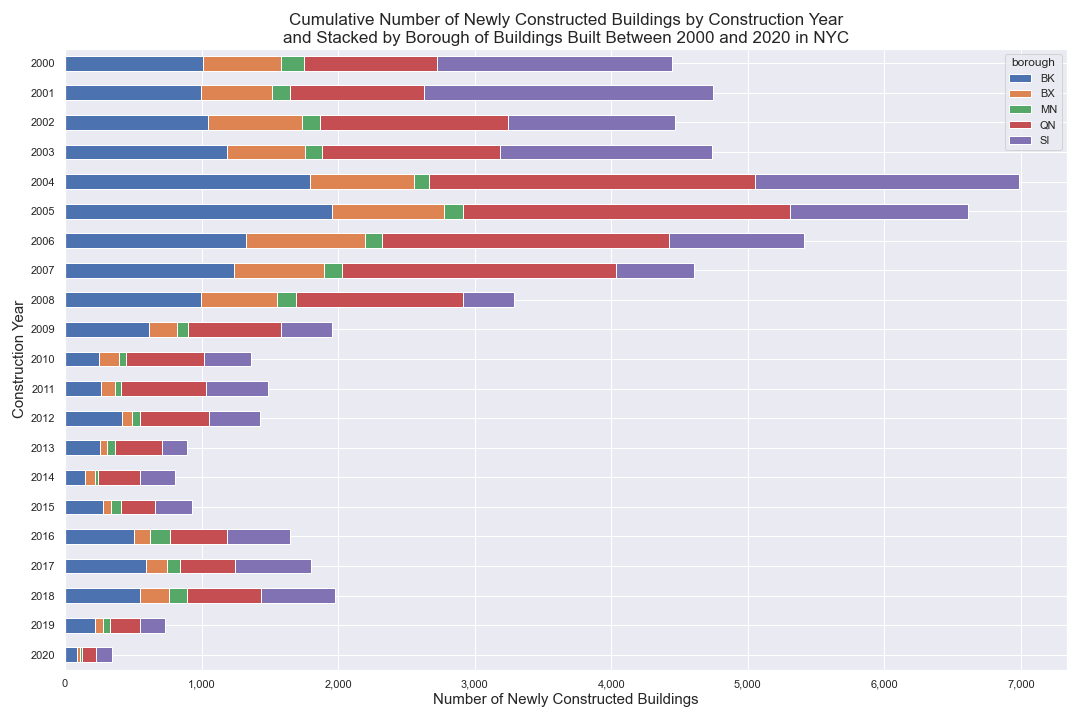 Cumulative Number of Newly Constructed Buildings by Construction Year
and Stacked by Borough of Buildings Built Between 2000 and 2020 in NYC
borough
BK
BX
MN
QN
SI
Construction Year
2000
2001
2002
2003
2004
2005
2006
2007
2008
2009
2010
2011
2012
2013
2014
2015
2016
2017
2018
2019
2020
0 1,000 2,000 3,000 4,000 5,000 6,000 7,000
Number of Newly Constructed Buildings